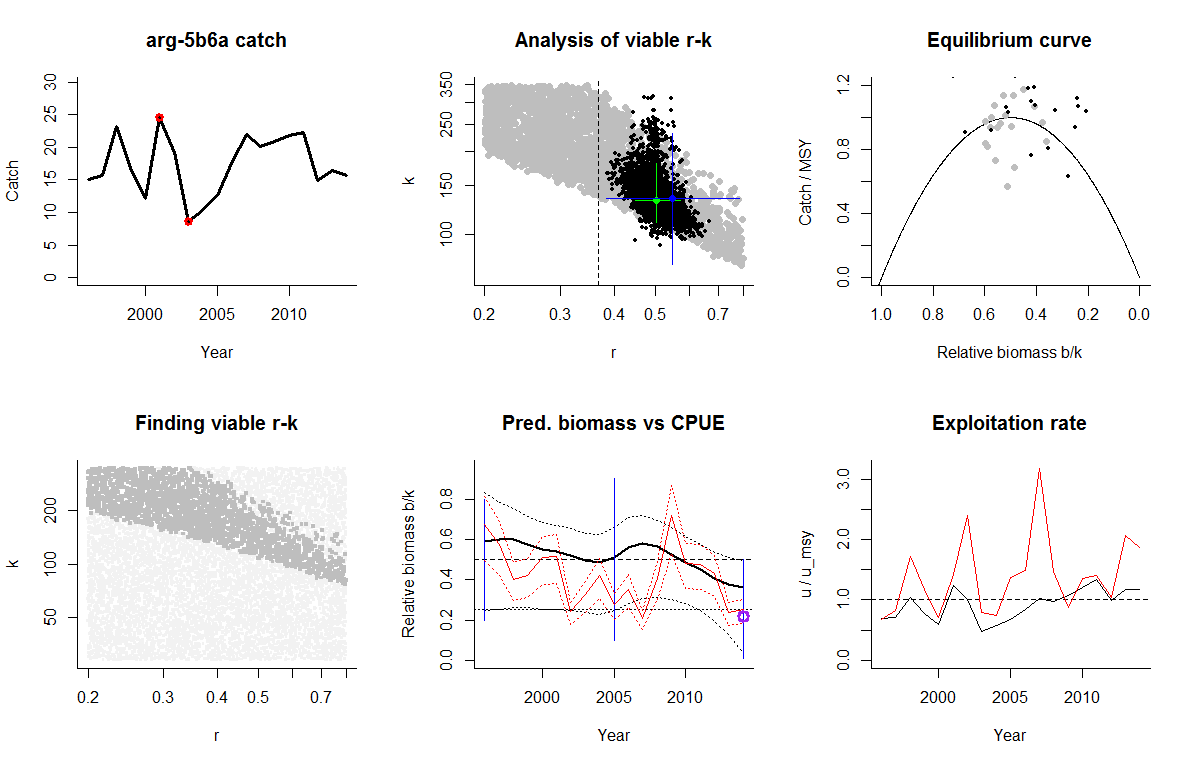 arg-5b6a catch
Catch
30
25
20
15
10
5
0
2000 2005 2010
Year
Analysis of viable r-k
k
350
250
150
100
0.2 0.3 0.4 0.5 0.7
r
Equilibrium curve
Catch / MSY
1.2
0.8
0.4
0.0
1.0 0.8 0.6 0.4 0.2 0.0
Relative biomass b/k
Finding viable r-k
k
200
100
50
0.2 0.3 0.4 0.5 0.7
r
Pred. biomass vs CPUE
Relative biomass b/k
0.8
0.6
0.4
0.2
0.0
2000 2005 2010
Year
Exploitation rate
u / u_msy
3.0
2.0
1.0
0.0
2000 2005 2010
Year